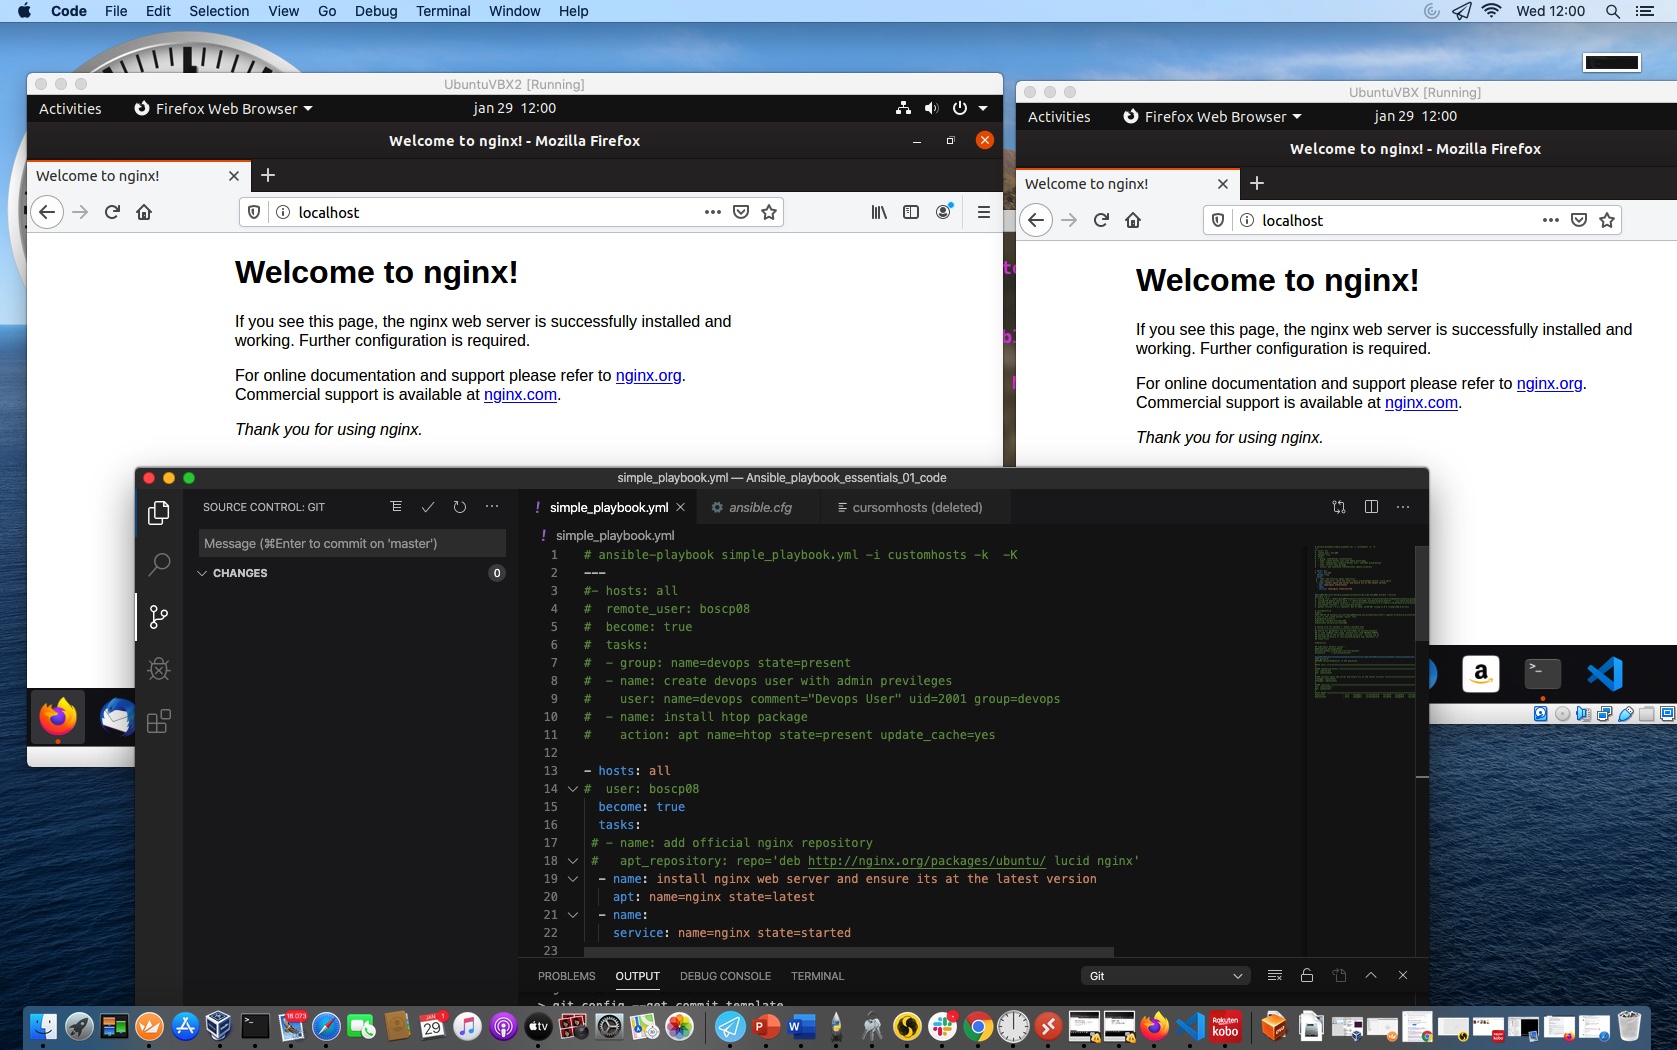 Code File Edit Selection View Go Debug Terminal Window Help Wed 12:00
UbuntuVBX2 [Running]
Activities Firefox Web Browser jan 29 12:00
Welcome to nginx! - Mozilla Firefox
Welcome to nginx!
localhost
Welcome to nginx!
If you see this page, the nginx web server is successfully installed and
working. Further configuration is required.
For online documentation and support please refer to nginx.org.
Commercial support is available at nginx.com.
Thank you for using nginx.
UbuntuVBX [Running]
Activities Firefox Web Browser jan 29 12:00
Welcome to nginx! - Mozilla Firefox
Welcome to nginx!
localhost
Welcome to nginx!
If you see this page, the nginx web server is successfully installed and
working. Further configuration is required.
For online documentation and support please refer to nginx.org.
Commercial support is available at nginx.com.
Thank you for using nginx.
simple_playbook.yml — Ansible_playbook_essentials_01_code
SOURCE CONTROL: GIT
Message (⌘Enter to commit on 'master')
CHANGES 0
simple_playbook.yml ansible.cfg cursomhosts (deleted)
simple_playbook.yml
1 # ansible-playbook simple_playbook.yml -i customhosts -k -K
2 ---
3 #- hosts: all
4 #  remote_user: boscp08
5 #  become: true
6 #  tasks:
7 #  - group: name=devops state=present
8 #  - name: create devops user with admin previleges
9 #    user: name=devops comment="Devops User" uid=2001 group=devops
10 #  - name: install htop package
11 #    action: apt name=htop state=present update_cache=yes
12
13 - hosts: all
14 #  user: boscp08
15   become: true
16   tasks:
17  # - name: add official nginx repository
18  #   apt_repository: repo='deb http://nginx.org/packages/ubuntu/ lucid nginx'
19   - name: install nginx web server and ensure its at the latest version
20     apt: name=nginx state=latest
21   - name:
22     service: name=nginx state=started
23
PROBLEMS OUTPUT DEBUG CONSOLE TERMINAL Git
> git config --get commit.template
18.073
JAN 1
29
tv
Rakuten
kobo